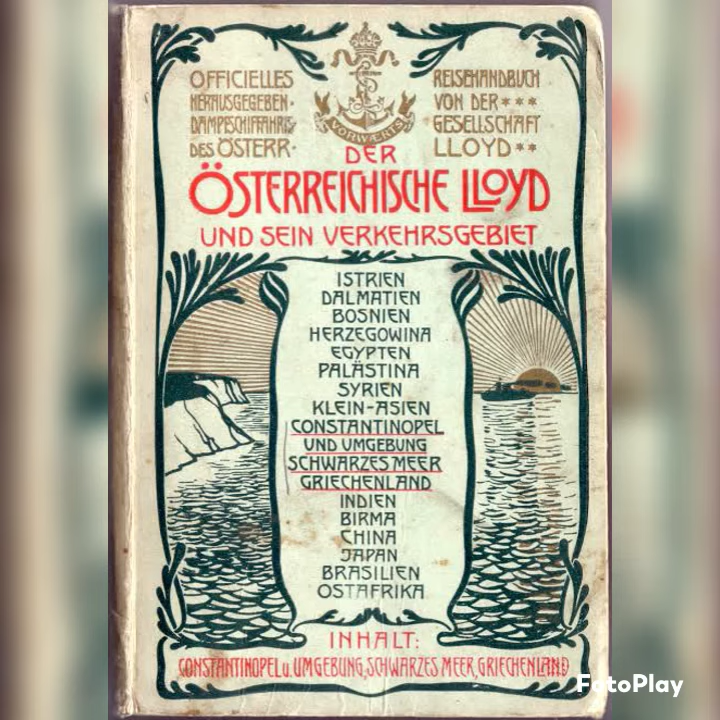 OFFICIELLES REISEHANDBUCH
HERAUSGEGEBEN · VON DER ***
DAMPFSCHIFFAHRTS GESELLSCHAFT
DES ÖSTERR · LLOYD **
VORWÆRTS
DER
ÖSTERREICHISCHE LLOYD
UND SEIN VERKEHRSGEBIET
ISTRIEN
DALMATIEN
BOSNIEN
HERZEGOWINA
EGYPTEN
PALÄSTINA
SYRIEN
KLEIN-ASIEN
CONSTANTINOPEL
UND UMGEBUNG
SCHWARZES MEER
GRIECHENLAND
INDIEN
BIRMA
CHINA
JAPAN
BRASILIEN
OSTAFRIKA
INHALT:
CONSTANTINOPEL U. UMGEBUNG, SCHWARZES MEER, GRIECHENLAND
FotoPlay